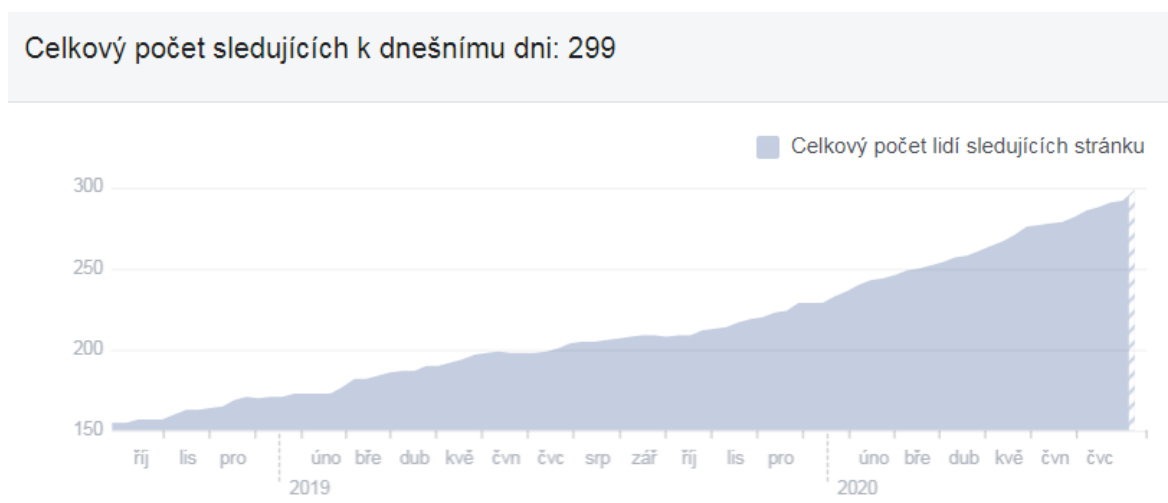 Celkový počet sledujících k dnešnímu dni: 299
Celkový počet lidí sledujících stránku
300
250
200
150
říj lis pro úno bře dub kvě čvn čvc srp zář říj lis pro úno bře dub kvě čvn čvc
2019 2020